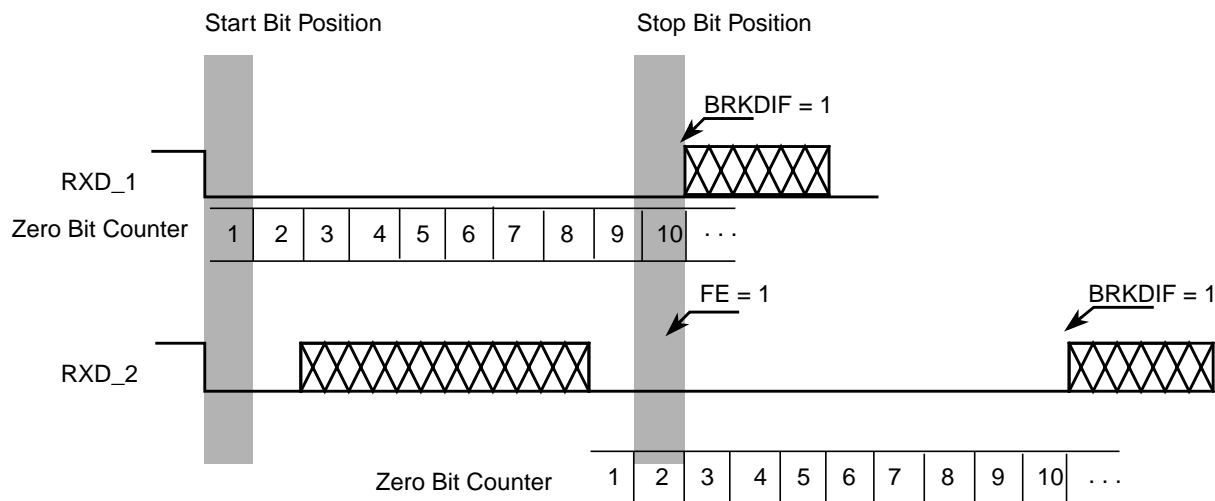 Start Bit Position
Stop Bit Position
BRKDIF = 1
RXD_1
Zero Bit Counter
1 2 3 4 5 6 7 8 9 10 . . .
FE = 1
BRKDIF = 1
RXD_2
Zero Bit Counter
1 2 3 4 5 6 7 8 9 10 . . .